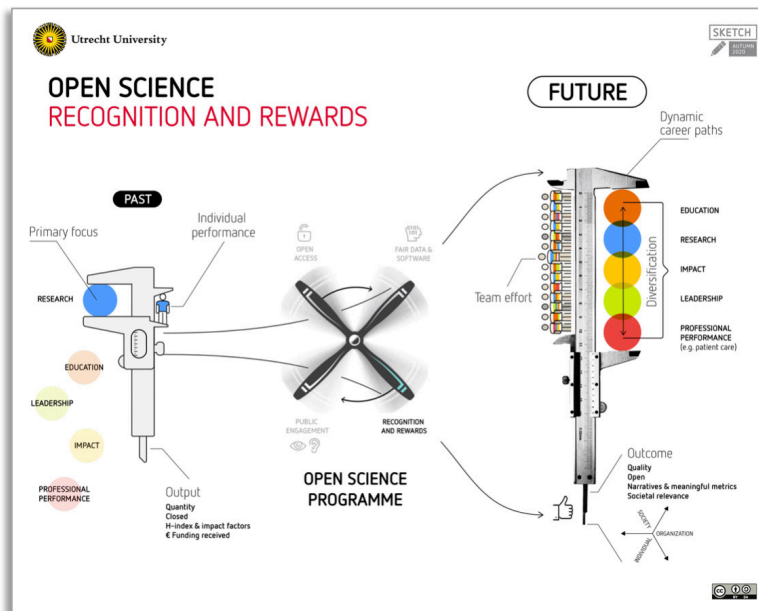 Utrecht University
SKETCH
AUTUMN
2020
OPEN SCIENCE
RECOGNITION AND REWARDS
PAST
Primary focus
Individual
performance
RESEARCH
EDUCATION
LEADERSHIP
IMPACT
PROFESSIONAL
PERFORMANCE
Output
Quantity
Closed
H-index & impact factors
€ Funding received
OPEN
ACCESS
FAIR DATA &
SOFTWARE
PUBLIC
ENGAGEMENT
RECOGNITION
AND REWARDS
OPEN SCIENCE
PROGRAMME
FUTURE
Dynamic
career paths
Team effort
Diversification
EDUCATION
RESEARCH
IMPACT
LEADERSHIP
PROFESSIONAL
PERFORMANCE
(e.g. patient care)
Outcome
Quality
Open
Narratives & meaningful metrics
Societal relevance
SOCIETY
ORGANIZATION
INDIVIDUAL
cc
BY SA